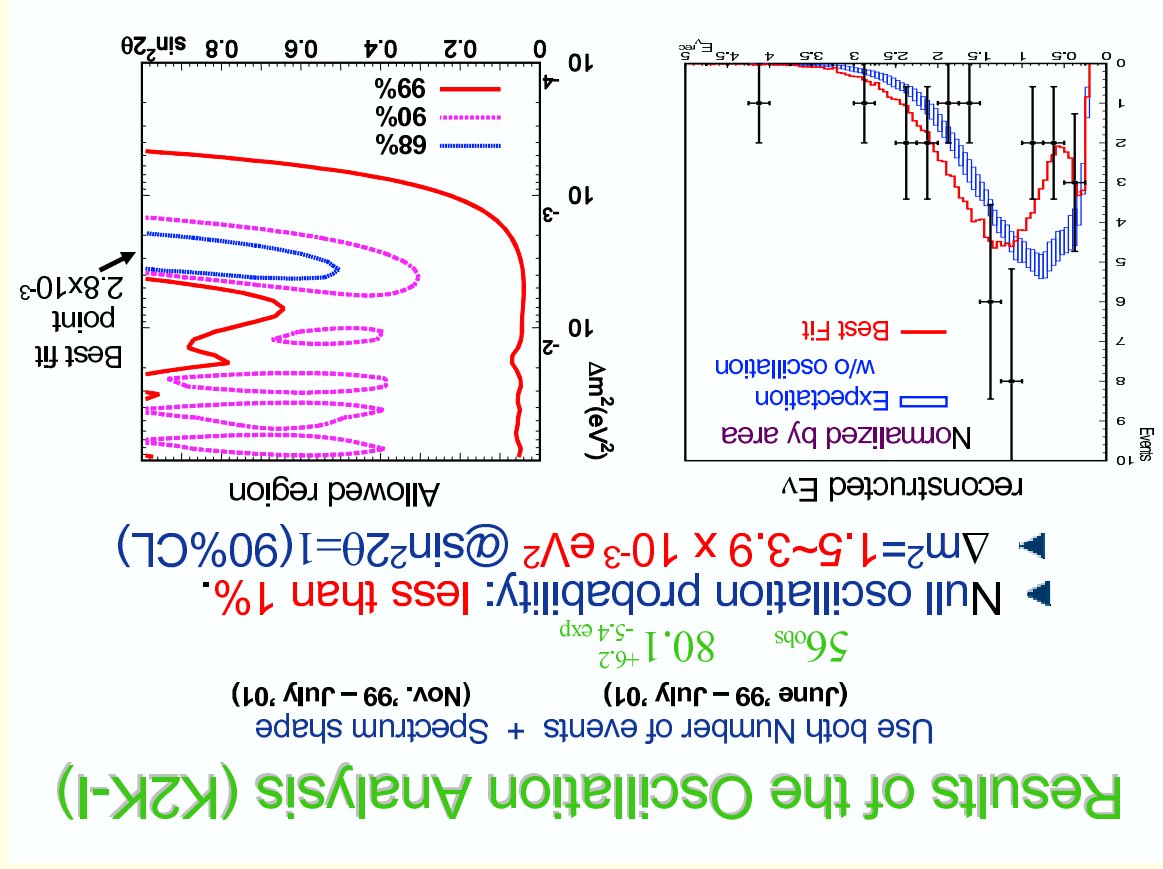 Results of the Oscillation Analysis (K2K-I)
Use both Number of events + Spectrum shape
(June ’99 – July ’01) (Nov. ’99 – July ’01)
56obs 80.1+6.2-5.4 exp
Null oscillation probability: less than 1%.
Δm2=1.5~3.9 x 10-3 eV2 @sin22θ=1(90%CL)
reconstructed Eν
Events
10
9
8
7
6
5
4
3
2
1
0
Normalized by area
Expectation
w/o oscillation
Best Fit
0 0.5 1 1.5 2 2.5 3 3.5 4 4.5 5
Eν rec
Allowed region
Δm2(eV2)
10-2
10-3
10-4
Best fit
point
2.8x10-3
68%
90%
99%
0 0.2 0.4 0.6 0.8 sin22θ